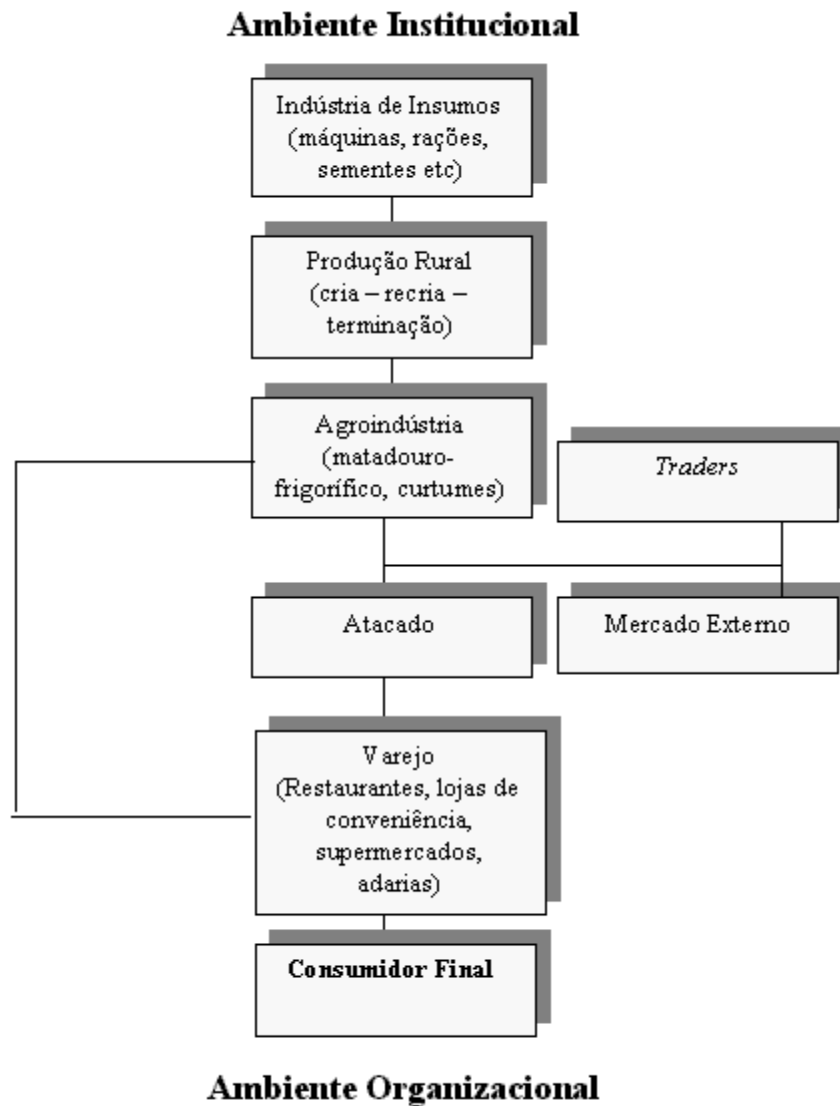 Ambiente Institucional
Indústria de Insumos
(máquinas, rações,
sementes etc)
Produção Rural
(cria – recria –
terminação)
Agroindústria
(matadouro-
frigorífico, curtumes)
Traders
Atacado
Mercado Externo
Varejo
(Restaurantes, lojas de
conveniência,
supermercados,
adarias)
Consumidor Final
Ambiente Organizacional